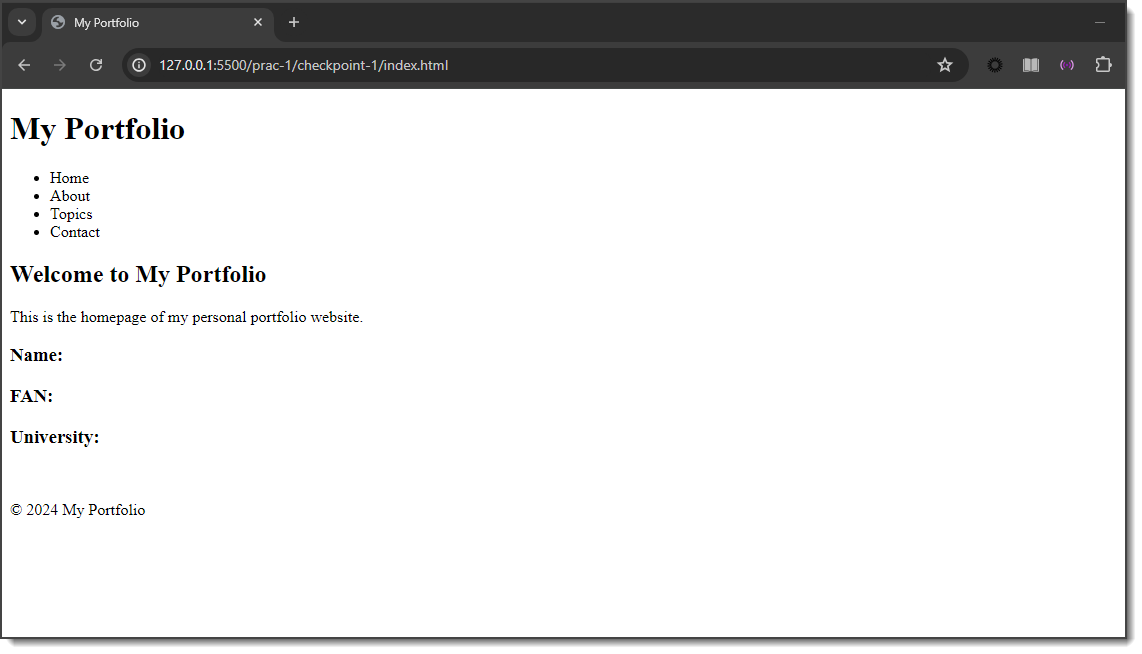 My Portfolio
127.0.0.1:5500/prac-1/checkpoint-1/index.html
My Portfolio
Home
About
Topics
Contact
Welcome to My Portfolio
This is the homepage of my personal portfolio website.
Name:
FAN:
University:
© 2024 My Portfolio